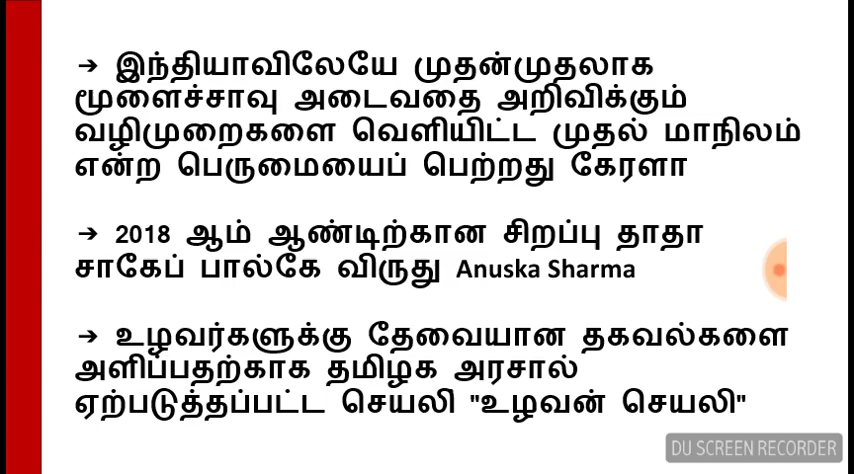 → இந்தியாவிலேயே முதன்முதலாக
மூளைச்சாவு அடைவதை அறிவிக்கும்
வழிமுறைகளை வெளியிட்ட முதல் மாநிலம்
என்ற பெருமையைப் பெற்றது கேரளா
→ 2018 ஆம் ஆண்டிற்கான சிறப்பு தாதா
சாகேப் பால்கே விருது Anuska Sharma
→ உழவர்களுக்கு தேவையான தகவல்களை
அளிப்பதற்காக தமிழக அரசால்
ஏற்படுத்தப்பட்ட செயலி "உழவன் செயலி"
DU SCREEN RECORDER